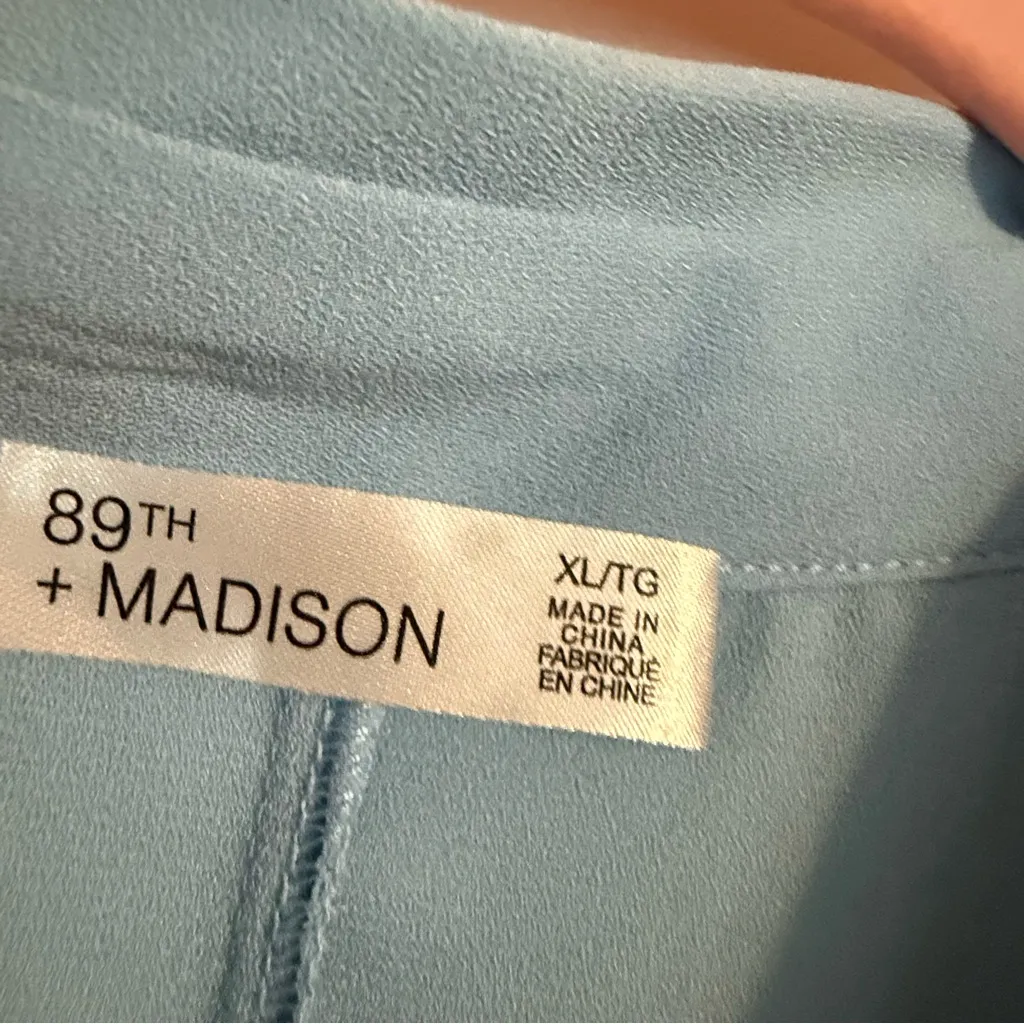 89TH
+ MADISON
XL/TG
MADE IN
CHINA
FABRIQUÉ
EN CHINE